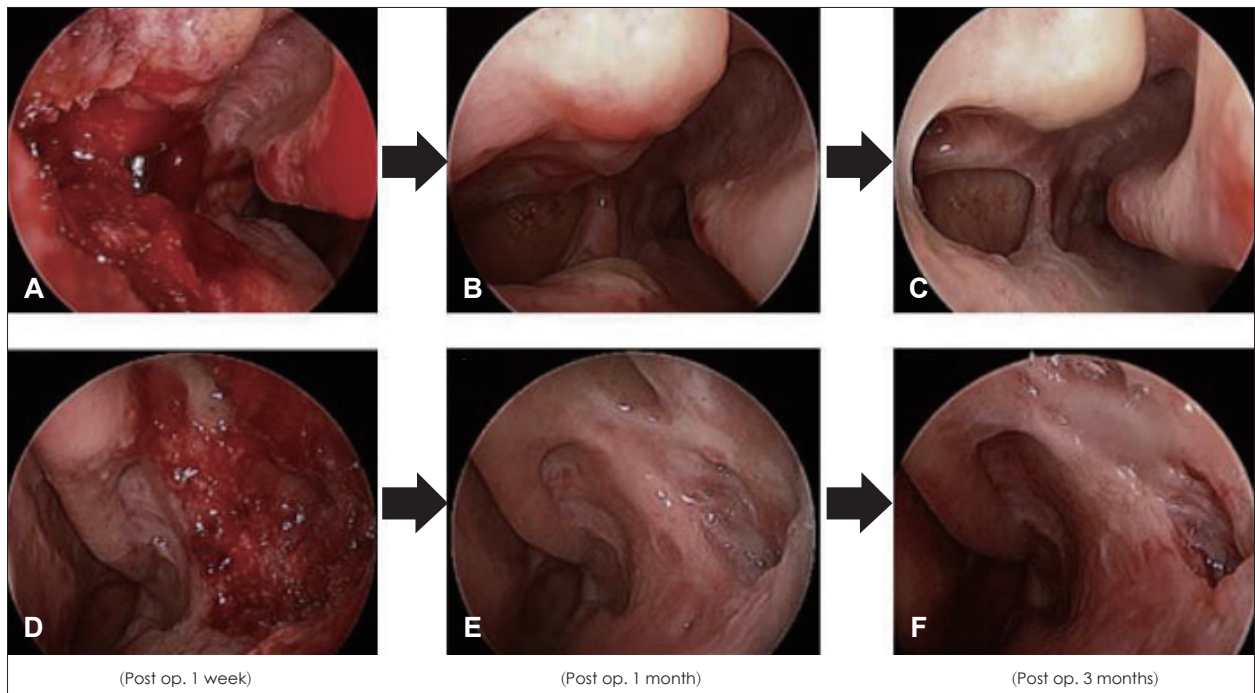 A
B
C
D
E
F
(Post op. 1 week)
(Post op. 1 month)
(Post op. 3 months)